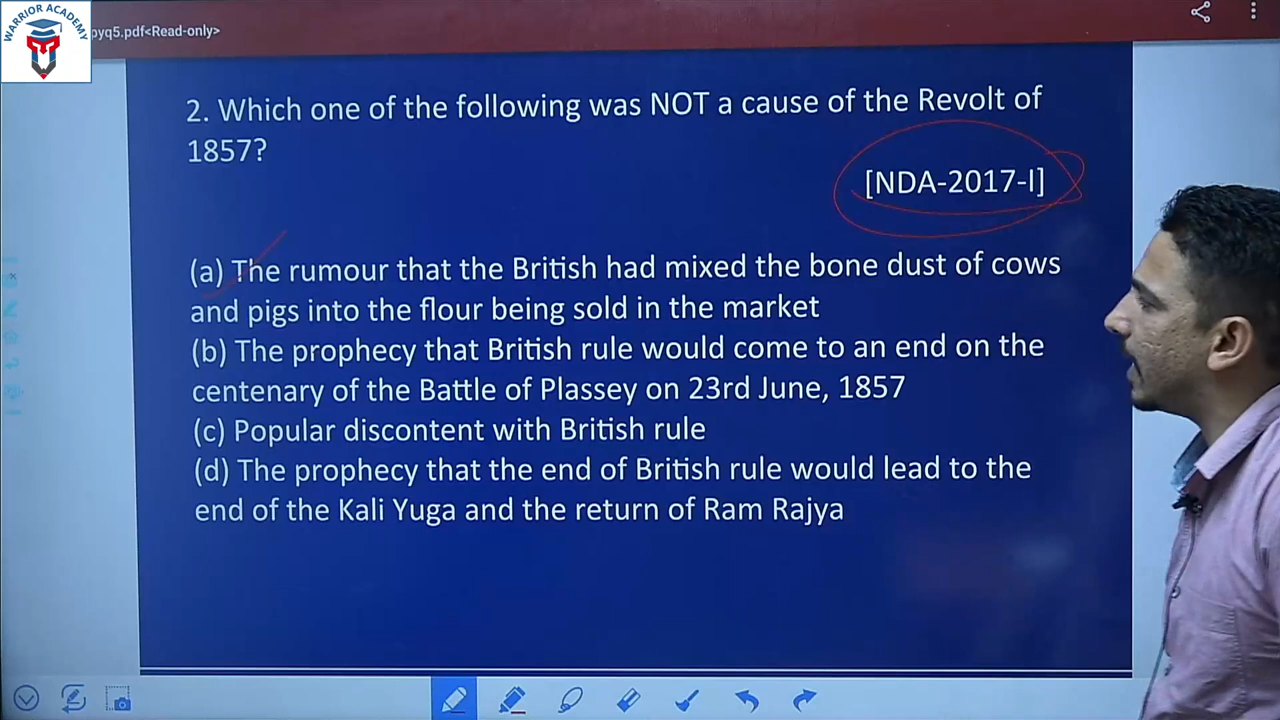 WARRIOR ACADEMY
pyq5.pdf<Read-only>
2. Which one of the following was NOT a cause of the Revolt of
1857?
[NDA-2017-I]
(a) The rumour that the British had mixed the bone dust of cows
and pigs into the flour being sold in the market
(b) The prophecy that British rule would come to an end on the
centenary of the Battle of Plassey on 23rd June, 1857
(c) Popular discontent with British rule
(d) The prophecy that the end of British rule would lead to the
end of the Kali Yuga and the return of Ram Rajya